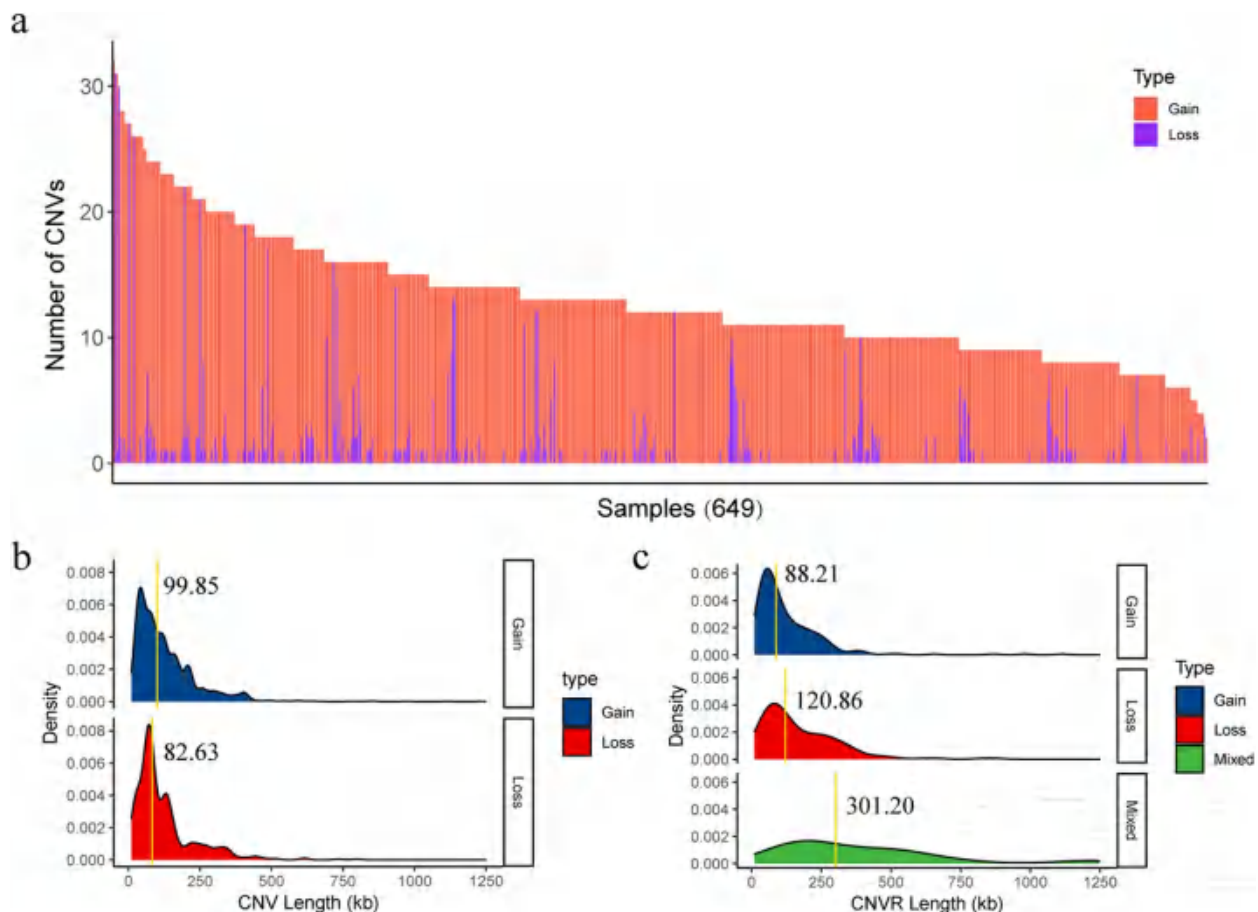 a
Number of CNVs
30
20
10
0
Samples (649)
Type
Gain
Loss
b
Density
0.008
0.006
0.004
0.002
0.000
99.85
Gain
0.008
0.006
0.004
0.002
0.000
82.63
Loss
0
250
500
750
1000
1250
CNV Length (kb)
type
Gain
Loss
c
Density
0.006
0.004
0.002
0.000
88.21
Gain
0.006
0.004
0.002
0.000
120.86
Loss
0.006
0.004
0.002
0.000
301.20
Mixed
0
250
500
750
1000
1250
CNVR Length (kb)
Type
Gain
Loss
Mixed